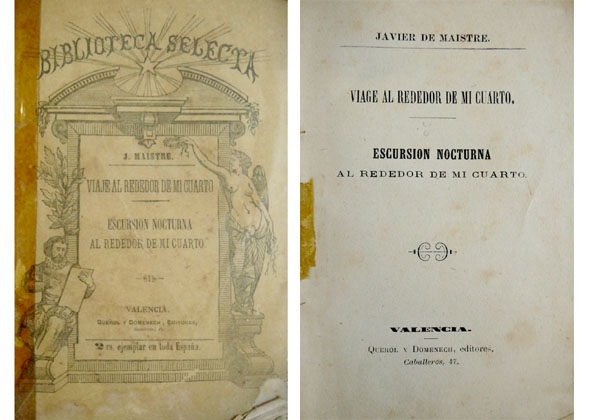 BIBLIOTECA SELECTA
J. MAISTRE.
VIAJE AL REDEDOR DE MI CUARTO
ESCURSION NOCTURNA
AL REDEDOR DE MI CUARTO.
VALENCIA.
QUEROL Y DOMENECH, EDITORES,
2 rs. ejemplar en toda España.
JAVIER DE MAISTRE.
VIAGE AL REDEDOR DE MI CUARTO.
ESCURSION NOCTURNA
AL REDEDOR DE MI CUARTO.
VALENCIA.
QUEROL Y DOMENECH, editores,
Caballeros, 47.